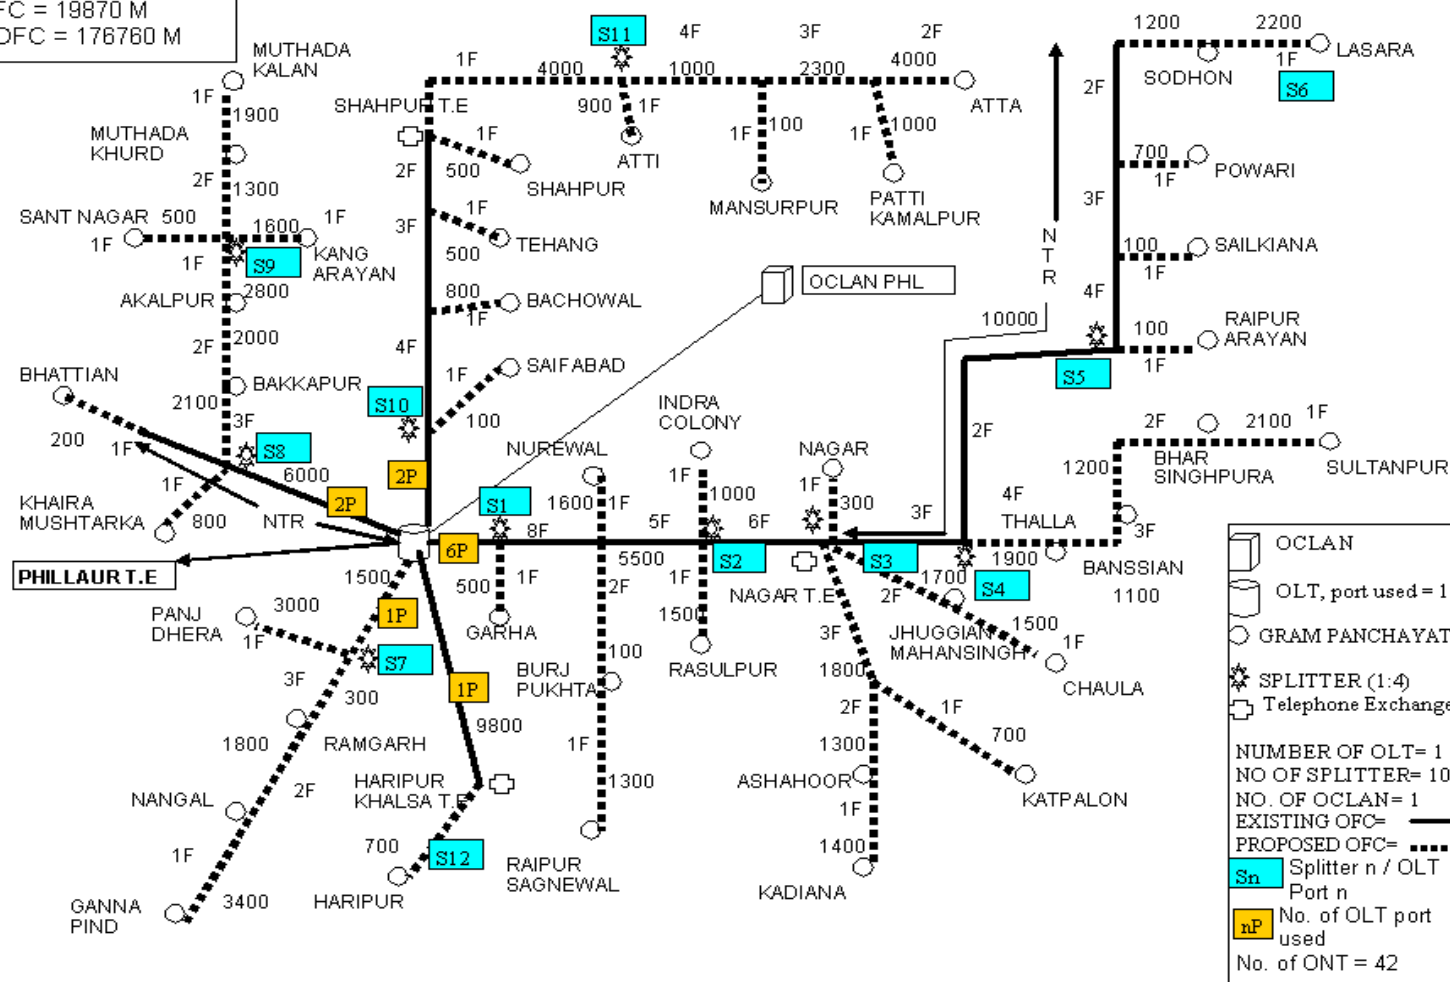 FC = 19870 M
OFC = 176760 M
MUTHADA
KALAN
1F
1900
MUTHADA
KHURD
2F
1300
SANT NAGAR
500
1F
1600
1F
KANG
ARAYAN
1F
S9
2800
AKALPUR
2000
2F
BHATTIAN
BAKKAPUR
2100
3F
200
1F
S8
6000
1F
KHAIRA
MUSHTARKA
800
NTR
2P
PHILLAUR T.E
SHAHPUR T.E
1F
4000
S11
4F
1000
3F
2300
2F
4000
ATTA
900
1F
ATTI
1F
100
MANSURPUR
1F
1000
PATTI
KAMALPUR
1F
2F
500
SHAHPUR
3F
1F
TEHANG
500
800
BACHOWAL
1F
4F
SAIFABAD
1F
S10
100
2P
OCLAN PHL
1200
2200
LASARA
SODHON
1F
S6
2F
700
POWARI
1F
3F
SAILKIANA
100
1F
4F
100
RAIPUR
ARAYAN
1F
S5
N
T
R
10000
2F
INDRA
COLONY
NUREWAL
NAGAR
2F
2100
1F
BHAR
SINGHPURA
SULTANPUR
1200
4F
THALLA
3F
1900
BANSSIAN
1100
S1
8F
1600
1F
5F
1F
1000
6F
1F
300
3F
6P
500
1F
GARHA
5500
2F
S2
1F
1500
RASULPUR
NAGAR T.E
S3
1700
2F
S4
JHUGGIAN
MAHANSINGH
1500
1F
CHAULA
3F
1800
2F
1F
700
1300
ASHAHOOR
KATPALON
1F
1400
KADIANA
100
BURJ
PUKHTA
1F
1300
RAIPUR
SAGNEWAL
1500
1P
3000
PANJ
DHERA
1F
S7
3F
300
1800
RAMGARH
2F
NANGAL
1F
3400
GANNA
PIND
1P
9800
HARIPUR
KHALSA T.E
700
S12
HARIPUR
OCLAN
OLT, port used = 1
GRAM PANCHAYAT
SPLITTER (1:4)
Telephone Exchange
NUMBER OF OLT= 1
NO OF SPLITTER= 10
NO. OF OCLAN= 1
EXISTING OFC=
PROPOSED OFC=
Sn Splitter n / OLT
Port n
nP No. of OLT port
used
No. of ONT = 42